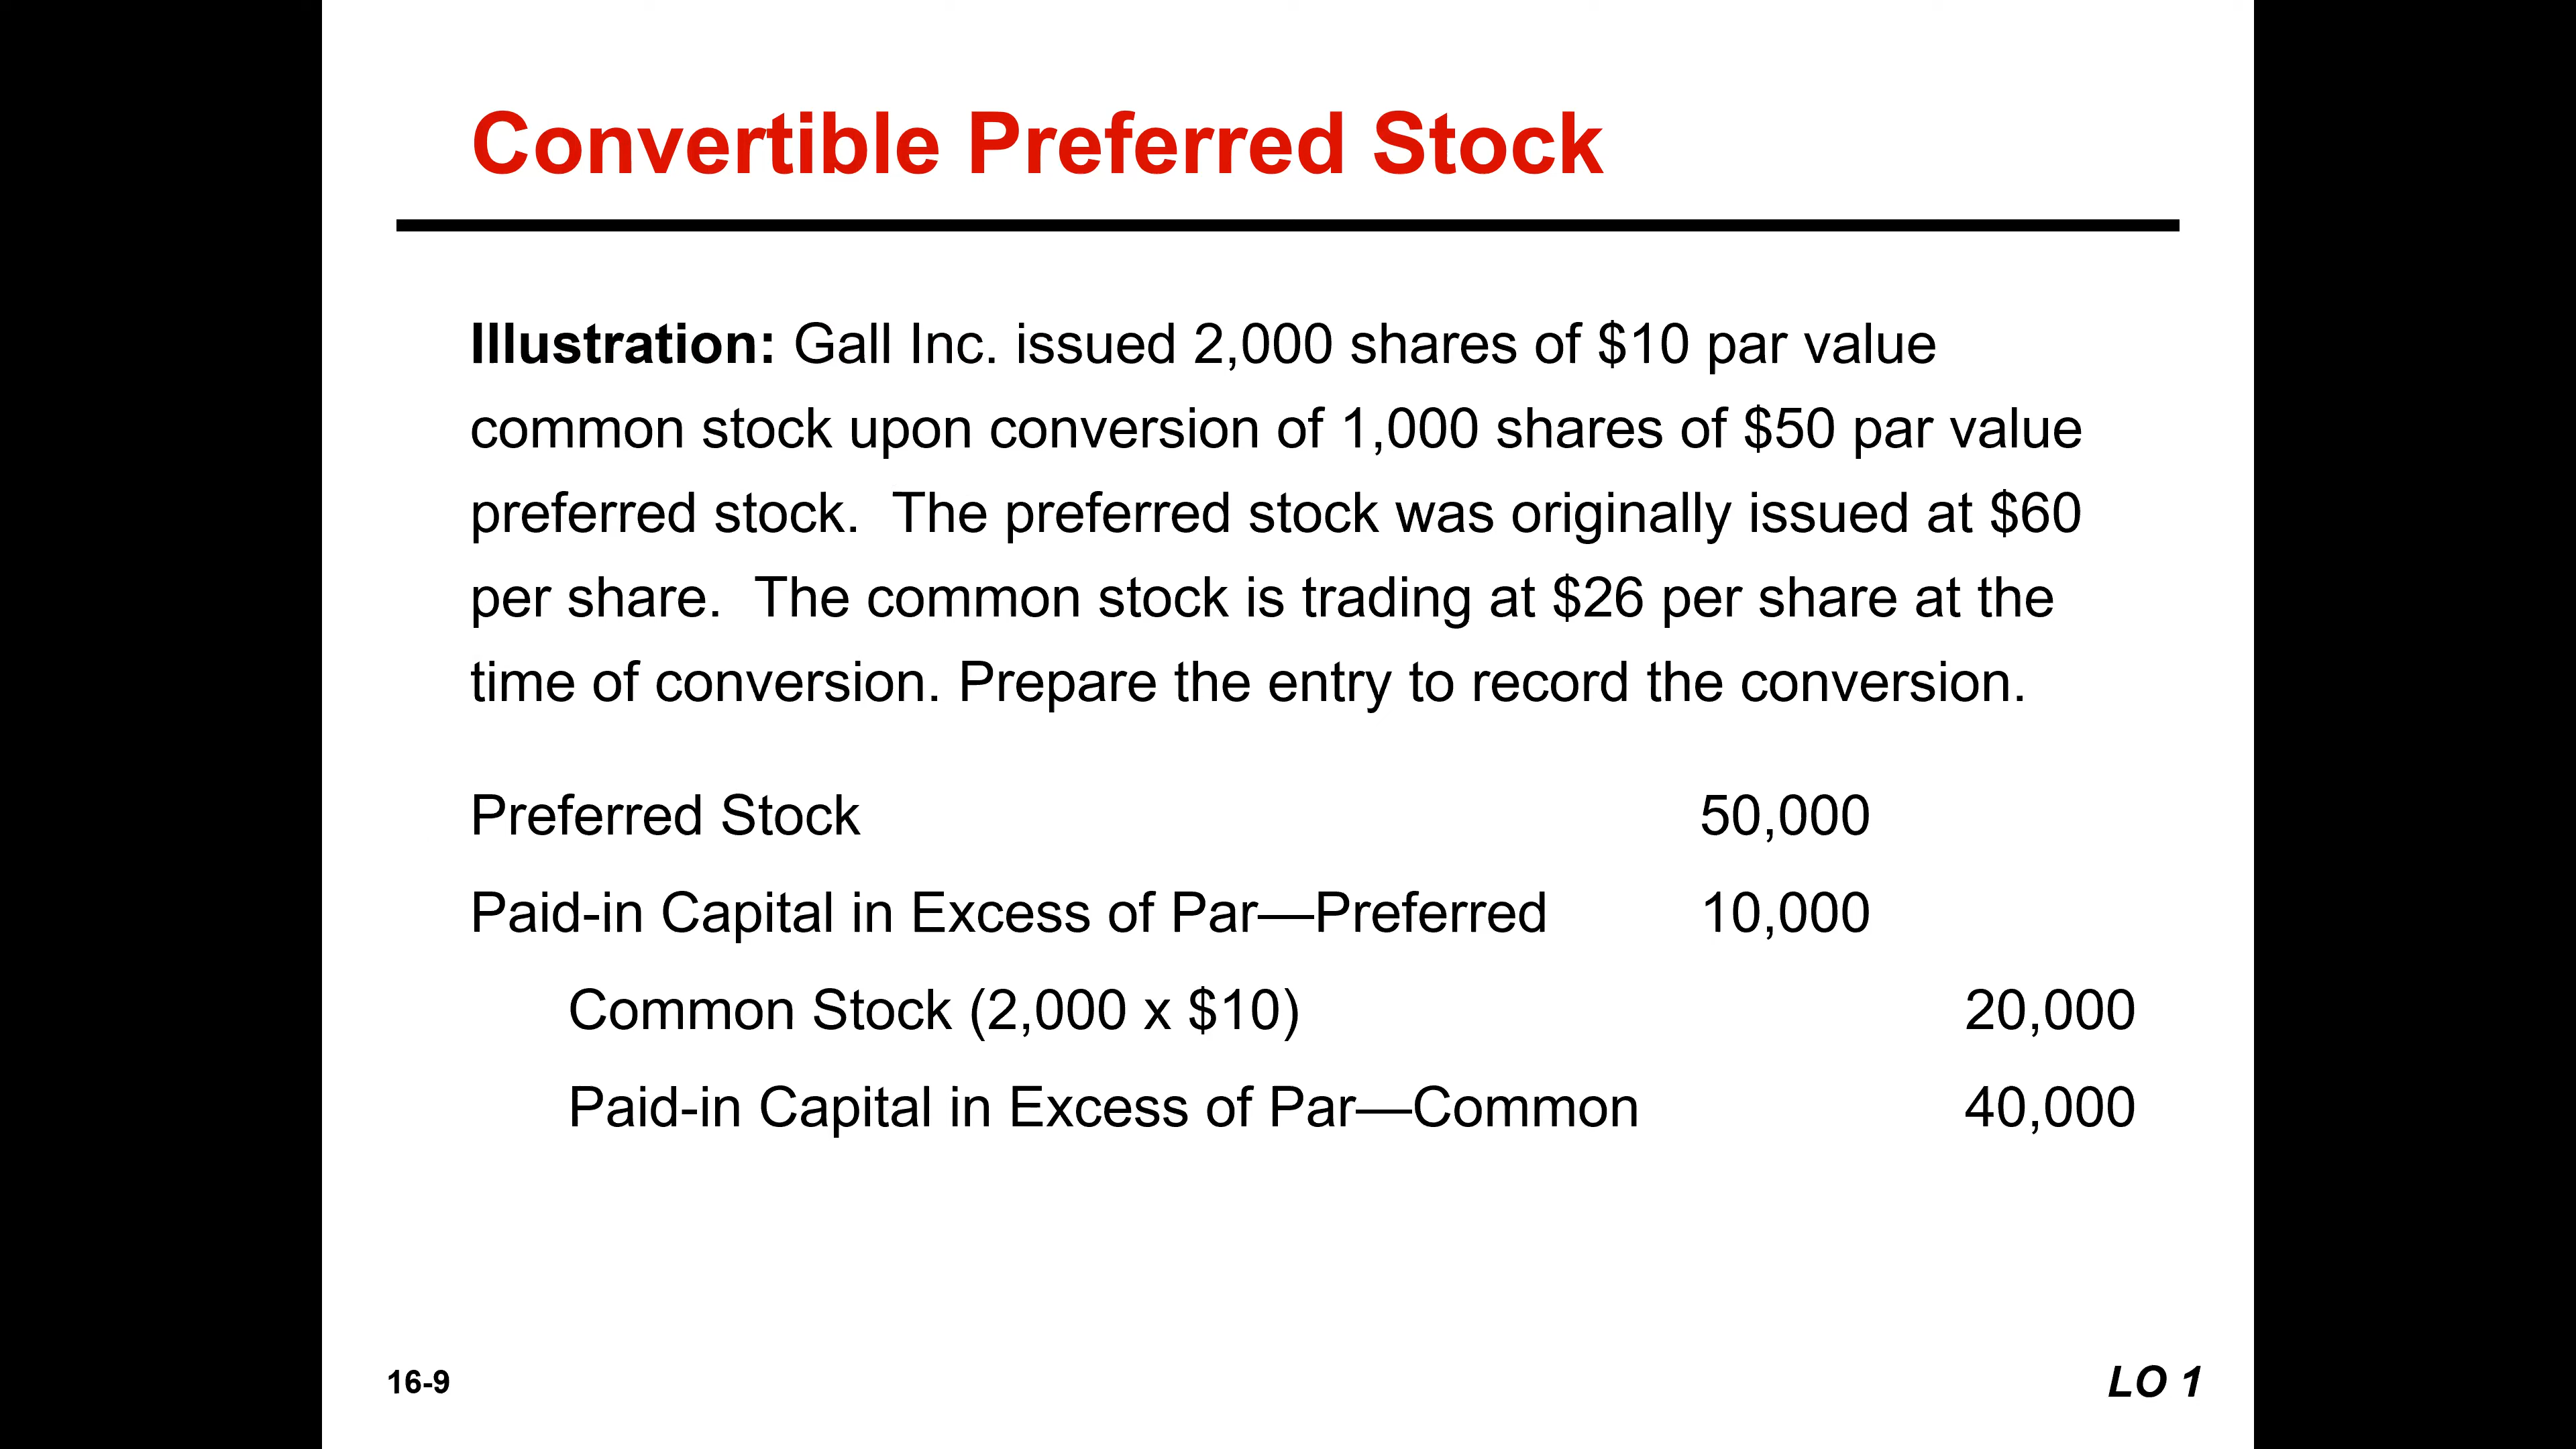 Convertible Preferred Stock
Illustration: Gall Inc. issued 2,000 shares of $10 par value
common stock upon conversion of 1,000 shares of $50 par value
preferred stock.  The preferred stock was originally issued at $60
per share.  The common stock is trading at $26 per share at the
time of conversion. Prepare the entry to record the conversion.
Preferred Stock 50,000
Paid-in Capital in Excess of Par—Preferred 10,000
Common Stock (2,000 x $10) 20,000
Paid-in Capital in Excess of Par—Common 40,000
16-9 LO 1